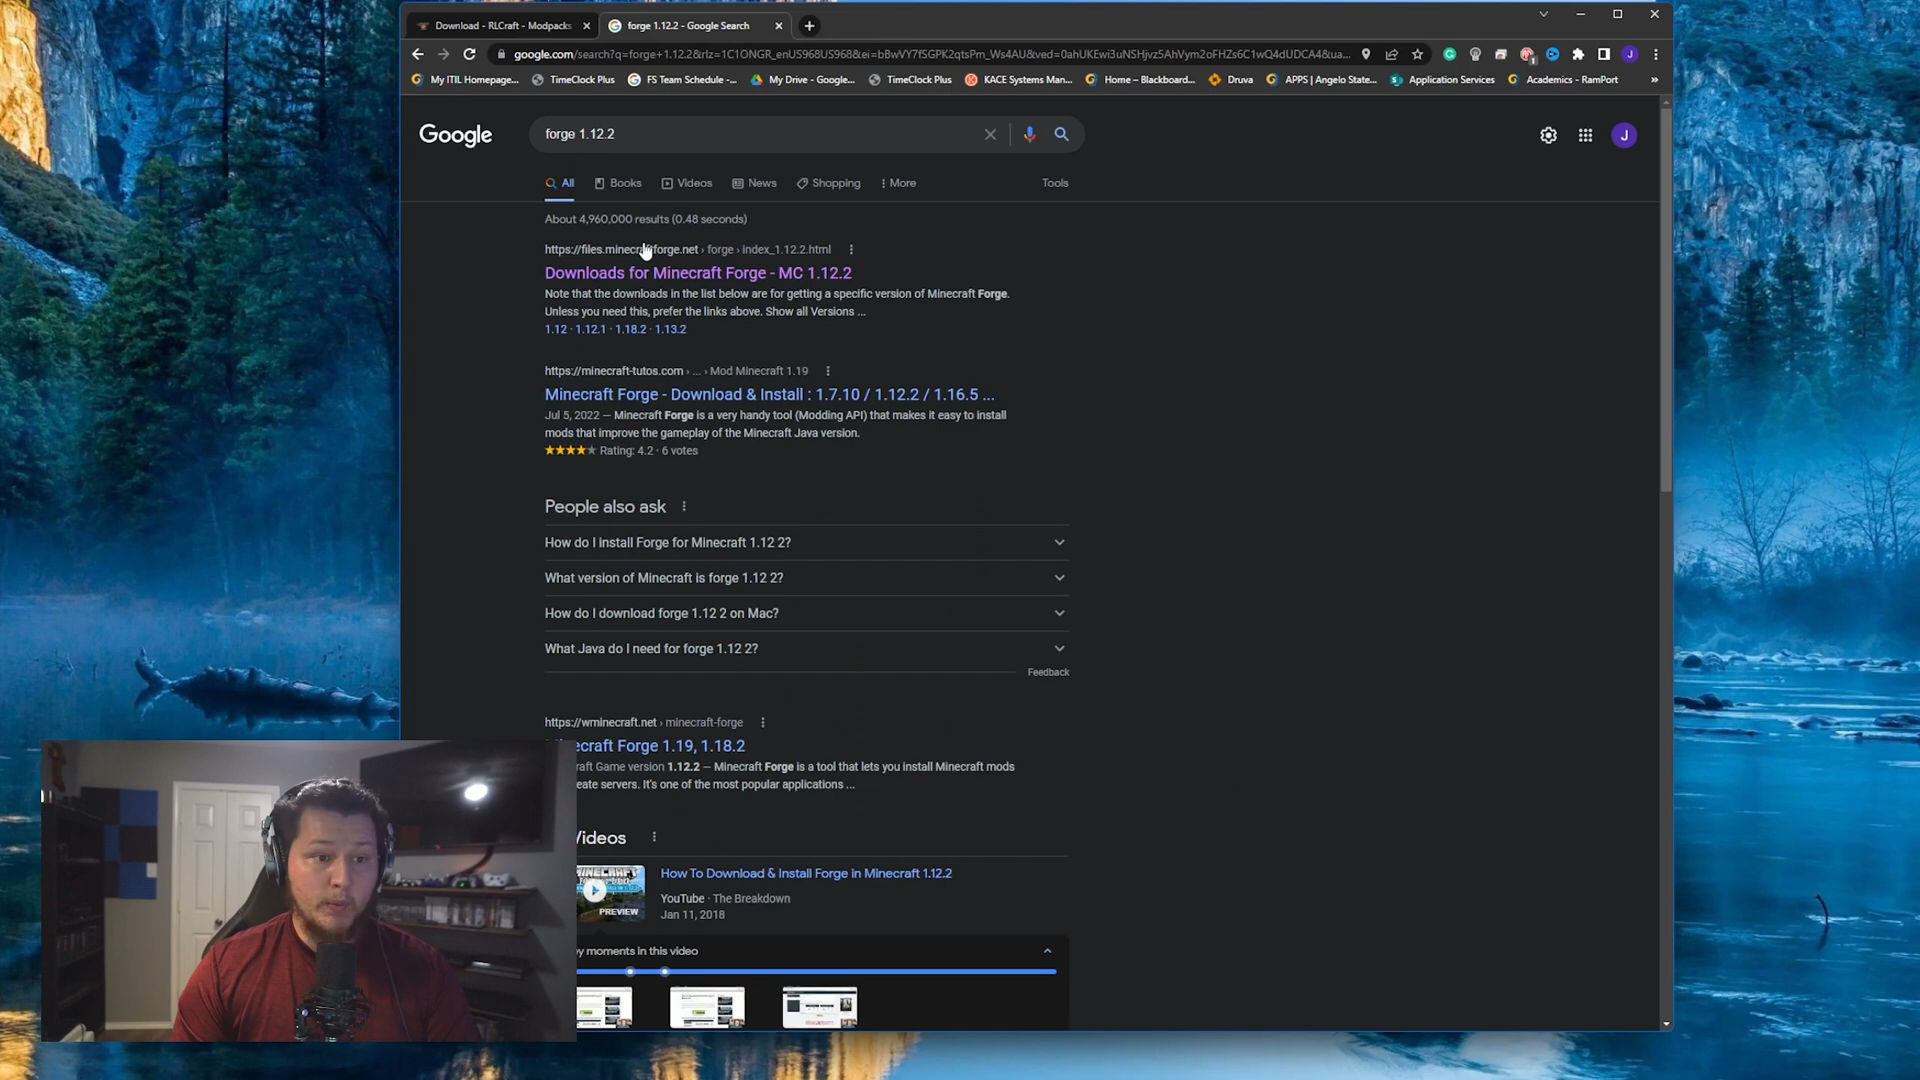 Download - RLCraft - Modpacks
forge 1.12.2 - Google Search
google.com/search?q=forge+1.12.2&rlz=1C1ONGR_enUS968US968&ei=bBwVY7fSGPK2qtsPm_Ws4AU&ved=0ahUKEwi3uNSHjvz5AhVym2oFHZs6C1wQ4dUDCA4&ua...
My ITIL Homepage...
TimeClock Plus
FS Team Schedule -...
My Drive - Google...
TimeClock Plus
KACE Systems Man...
Home – Blackboard...
Druva
APPS | Angelo State...
Application Services
Academics - RamPort
Google
forge 1.12.2
J
All
Books
Videos
News
Shopping
More
Tools
About 4,960,000 results (0.48 seconds)
https://files.minecraftforge.net › forge › index_1.12.2.html
Downloads for Minecraft Forge - MC 1.12.2
Note that the downloads in the list below are for getting a specific version of Minecraft Forge.
Unless you need this, prefer the links above. Show all Versions ...
1.12 · 1.12.1 · 1.18.2 · 1.13.2
https://minecraft-tutos.com › ... › Mod Minecraft 1.19
Minecraft Forge - Download & Install : 1.7.10 / 1.12.2 / 1.16.5 ...
Jul 5, 2022 — Minecraft Forge is a very handy tool (Modding API) that makes it easy to install
mods that improve the gameplay of the Minecraft Java version.
Rating: 4.2 · 6 votes
People also ask
How do I install Forge for Minecraft 1.12 2?
What version of Minecraft is forge 1.12 2?
How do I download forge 1.12 2 on Mac?
What Java do I need for forge 1.12 2?
Feedback
https://wminecraft.net › minecraft-forge
ecraft Forge 1.19, 1.18.2
raft Game version 1.12.2 — Minecraft Forge is a tool that lets you install Minecraft mods
eate servers. It's one of the most popular applications ...
Videos
MINECRAFT
PREVIEW
How To Download & Install Forge in Minecraft 1.12.2
YouTube · The Breakdown
Jan 11, 2018
y moments in this video